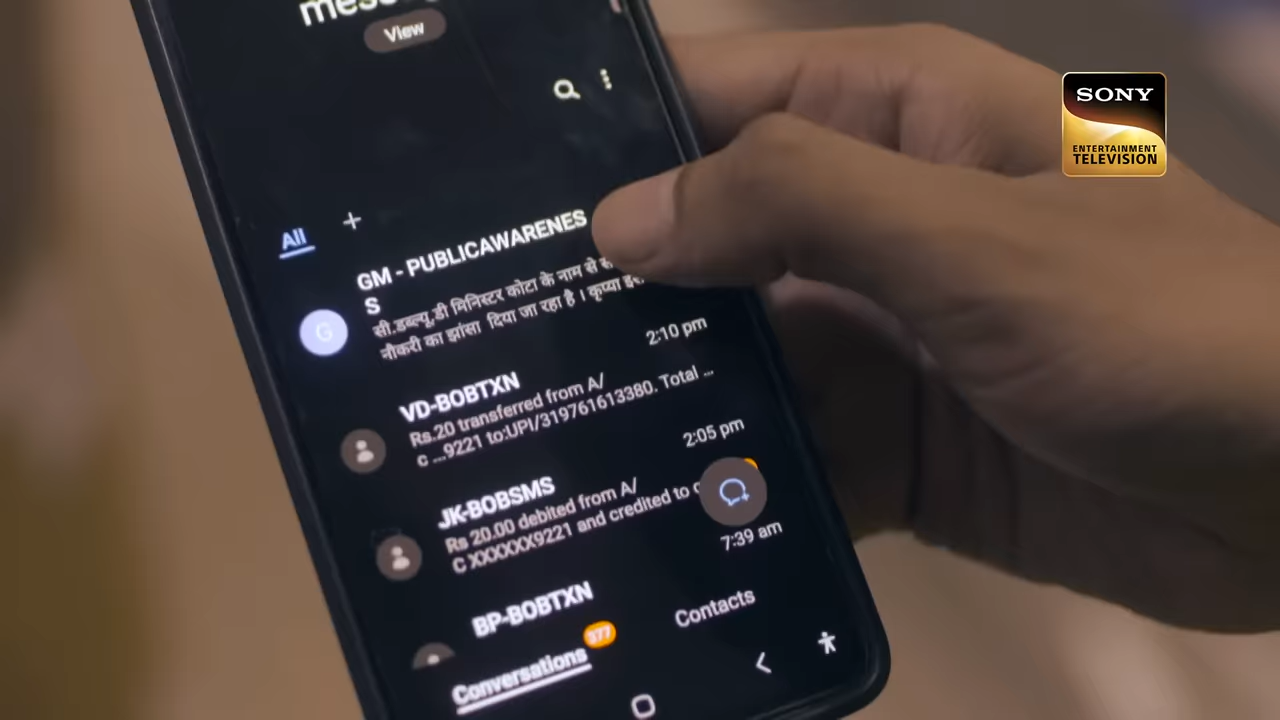 View
SONY
ENTERTAINMENT
TELEVISION
All
+
GM - PUBLICAWARENES
S
G
सी.डब्ल्यू.डी मिनिस्टर कोटा के नाम से
नौकरी का झांसा दिया जा रहा है । कृप्या
2:10 pm
VD-BOBTXN
Rs.20 transferred from A/
c ...9221 to:UPI/319761613380. Total ...
2:05 pm
JK-BOBSMS
Rs 20.00 debited from A/
C XXXXXX9221 and credited to
7:39 am
BP-BOBTXN
377
Conversations
Contacts